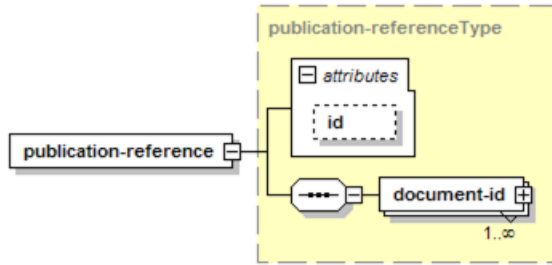 publication-referenceType
attributes
id
publication-reference
document-id
1..∞